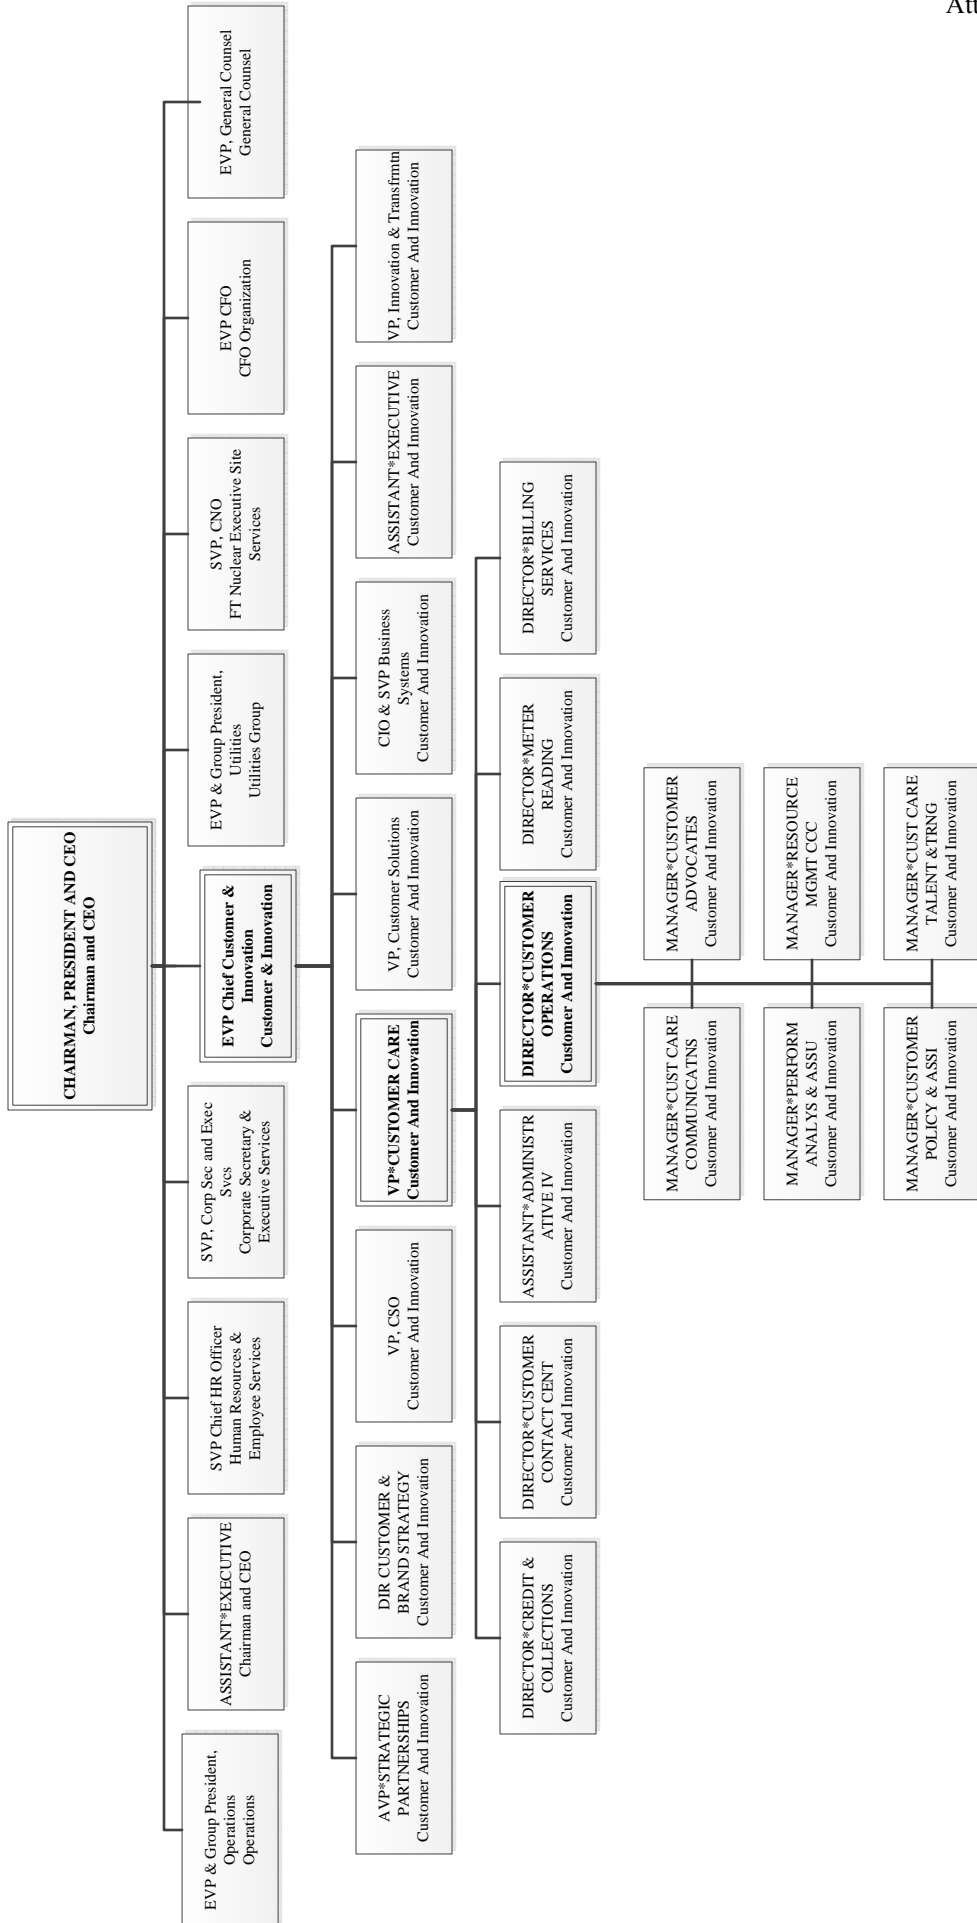 Att
CHAIRMAN, PRESIDENT AND CEO
Chairman and CEO
EVP & Group President,
Operations
Operations
ASSISTANT*EXECUTIVE
Chairman and CEO
SVP Chief HR Officer
Human Resources &
Employee Services
SVP, Corp Sec and Exec
Svcs
Corporate Secretary &
Executive Services
EVP Chief Customer &
Innovation
Customer & Innovation
EVP & Group President,
Utilities
Utilities Group
SVP, CNO
FT Nuclear Executive Site
Services
EVP CFO
CFO Organization
EVP, General Counsel
General Counsel
AVP*STRATEGIC
PARTNERSHIPS
Customer And Innovation
DIR CUSTOMER &
BRAND STRATEGY
Customer And Innovation
VP, CSO
Customer And Innovation
VP*CUSTOMER CARE
Customer And Innovation
VP, Customer Solutions
Customer And Innovation
CIO & SVP Business
Systems
Customer And Innovation
ASSISTANT*EXECUTIVE
Customer And Innovation
VP, Innovation & Transfrmtn
Customer And Innovation
DIRECTOR*CREDIT &
COLLECTIONS
Customer And Innovation
DIRECTOR*CUSTOMER
CONTACT CENT
Customer And Innovation
ASSISTANT*ADMINISTR
ATIVE IV
Customer And Innovation
DIRECTOR*CUSTOMER
OPERATIONS
Customer And Innovation
DIRECTOR*METER
READING
Customer And Innovation
DIRECTOR*BILLING
SERVICES
Customer And Innovation
MANAGER*CUST CARE
COMMUNICATNS
Customer And Innovation
MANAGER*CUSTOMER
ADVOCATES
Customer And Innovation
MANAGER*PERFORM
ANALYS & ASSU
Customer And Innovation
MANAGER*RESOURCE
MGMT CCC
Customer And Innovation
MANAGER*CUSTOMER
POLICY & ASSI
Customer And Innovation
MANAGER*CUST CARE
TALENT &TRNG
Customer And Innovation